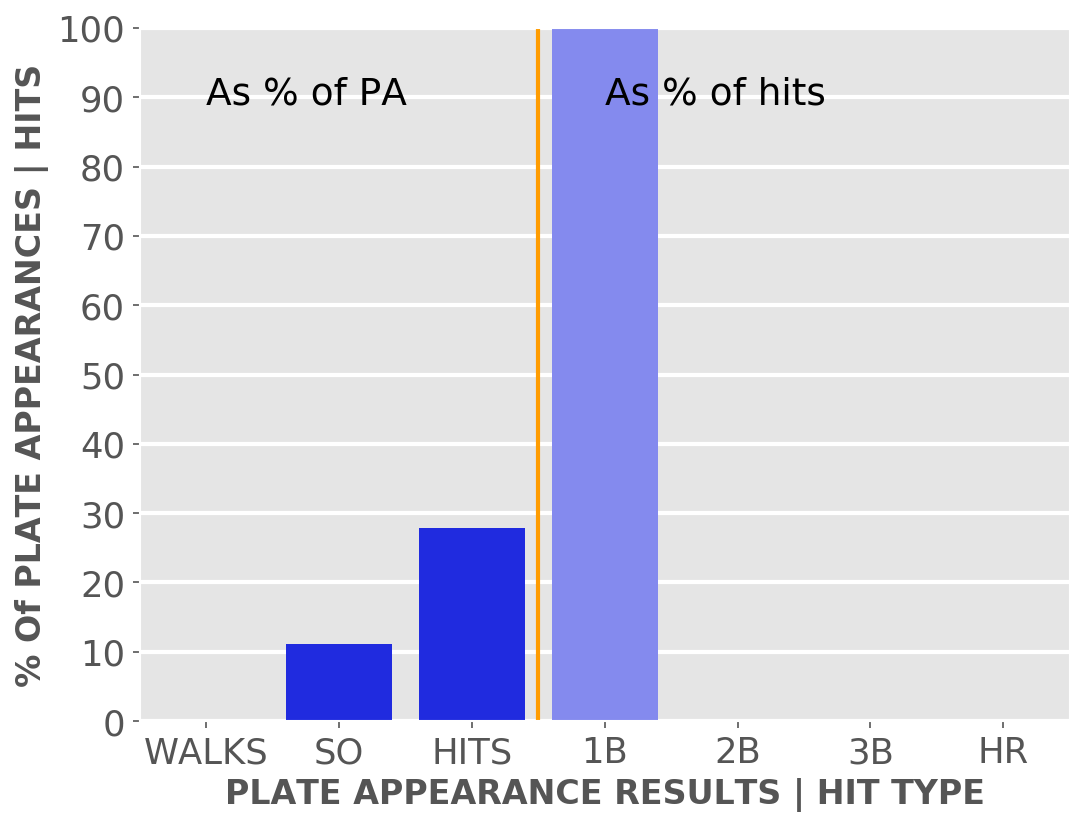 % Of PLATE APPEARANCES | HITS
100
90
80
70
60
50
40
30
20
10
0
As % of PA
As % of hits
WALKS SO HITS 1B 2B 3B HR
PLATE APPEARANCE RESULTS | HIT TYPE